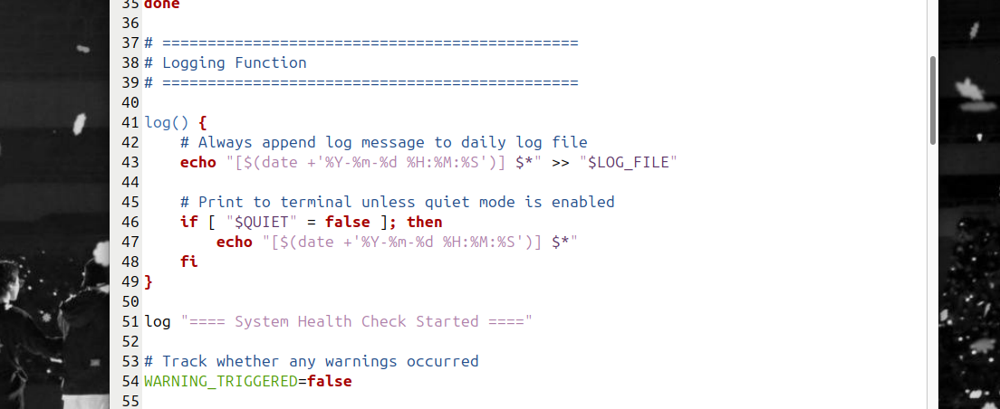 35 done
36
37 # ==============================================
38 # Logging Function
39 # ==============================================
40
41 log() {
42     # Always append log message to daily log file
43     echo "[$(date +'%Y-%m-%d %H:%M:%S')] $*" >> "$LOG_FILE"
44
45     # Print to terminal unless quiet mode is enabled
46     if [ "$QUIET" = false ]; then
47         echo "[$(date +'%Y-%m-%d %H:%M:%S')] $*"
48     fi
49 }
50
51 log "==== System Health Check Started ===="
52
53 # Track whether any warnings occurred
54 WARNING_TRIGGERED=false
55